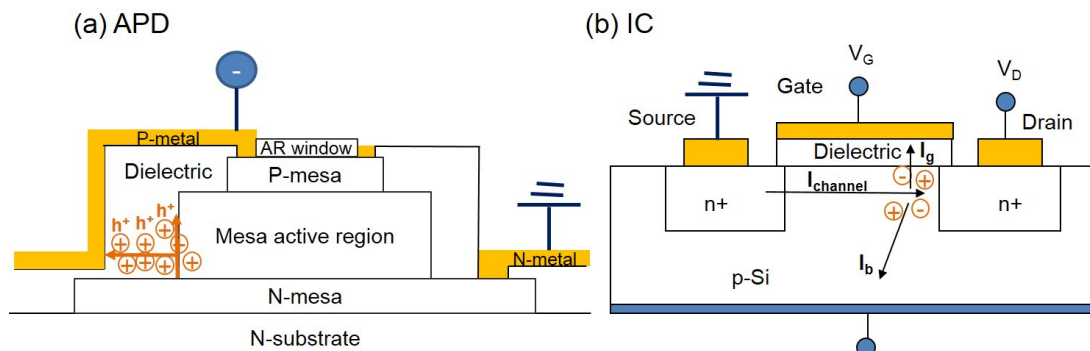 (a) APD
-
P-metal
AR window
Dielectric
P-mesa
h⁺ h⁺ h⁺
+ + + + + + + + +
Mesa active region
N-metal
N-mesa
N-substrate
(b) IC
V_G
V_D
Gate
Source
Drain
Dielectric
I_g
- +
I_channel
n+
n+
+ -
I_b
p-Si